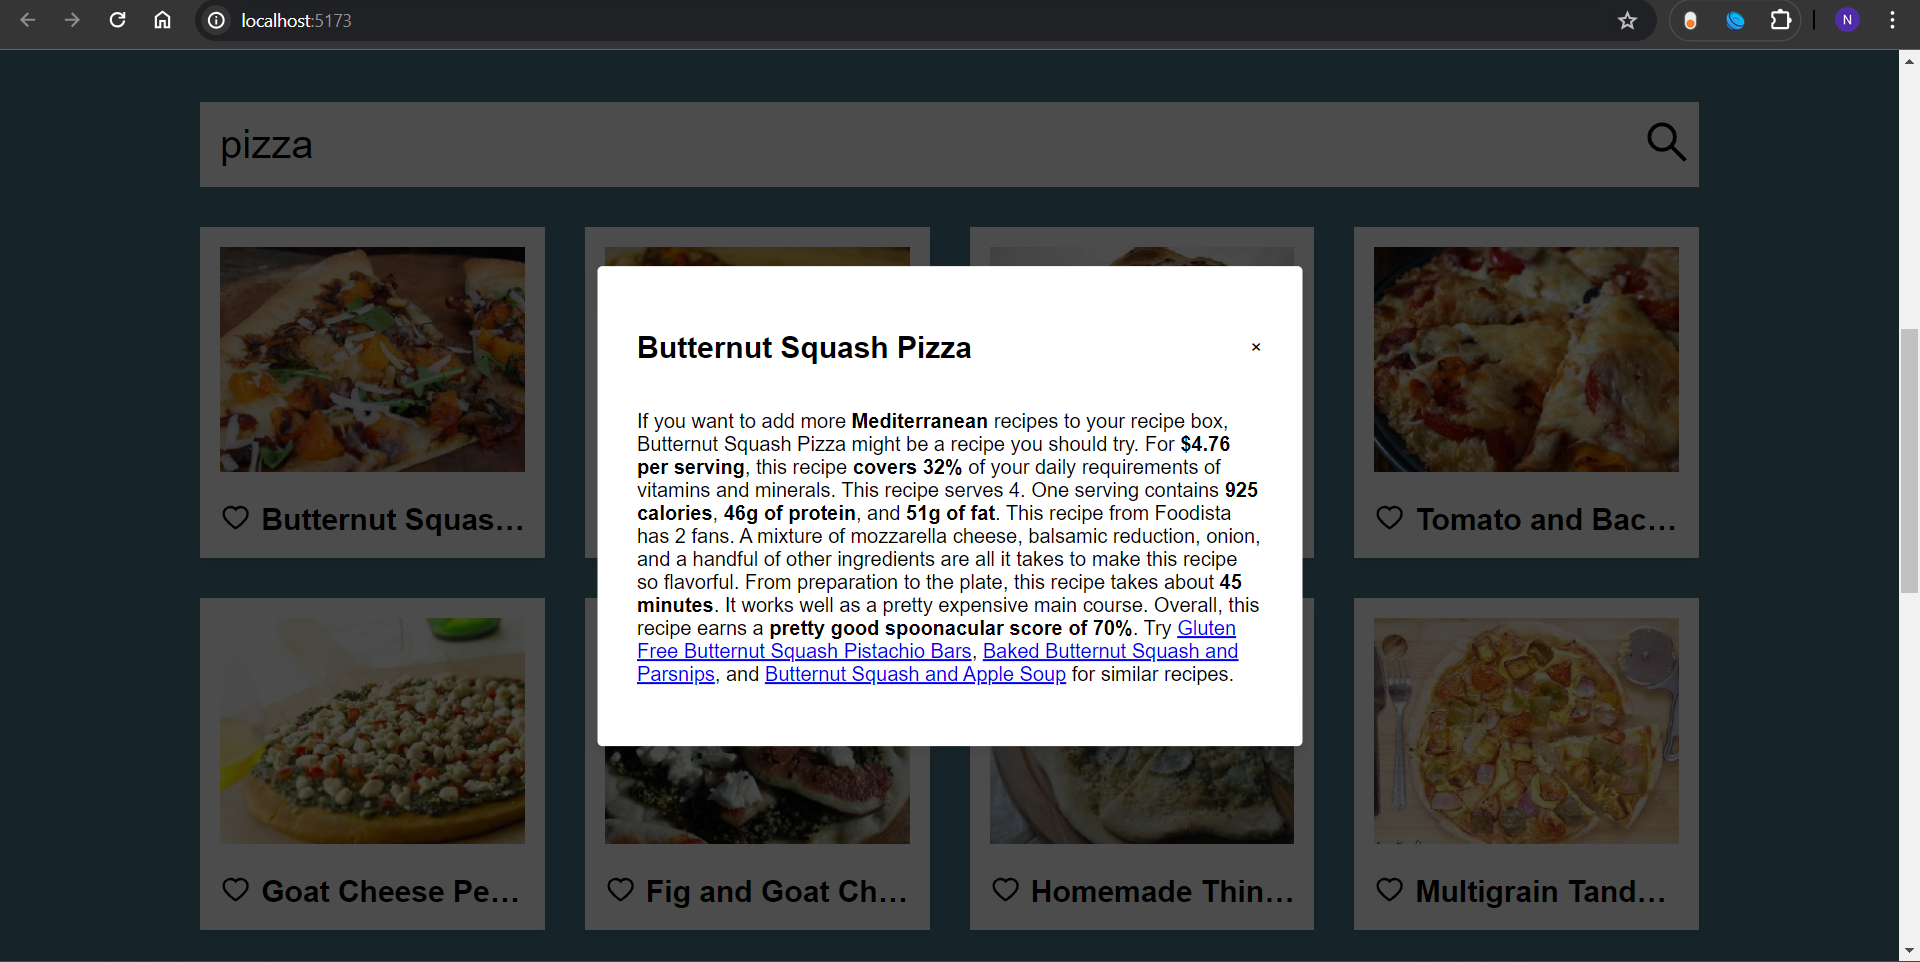 localhost:5173
N
pizza
Butternut Squash Pizza
×
If you want to add more Mediterranean recipes to your recipe box,
Butternut Squash Pizza might be a recipe you should try. For $4.76
per serving, this recipe covers 32% of your daily requirements of
vitamins and minerals. This recipe serves 4. One serving contains 925
calories, 46g of protein, and 51g of fat. This recipe from Foodista
has 2 fans. A mixture of mozzarella cheese, balsamic reduction, onion,
and a handful of other ingredients are all it takes to make this recipe
so flavorful. From preparation to the plate, this recipe takes about 45
minutes. It works well as a pretty expensive main course. Overall, this
recipe earns a pretty good spoonacular score of 70%. Try Gluten
Free Butternut Squash Pistachio Bars, Baked Butternut Squash and
Parsnips, and Butternut Squash and Apple Soup for similar recipes.
Butternut Squas...
Tomato and Bac...
Goat Cheese Pe...
Fig and Goat Ch...
Homemade Thin...
Multigrain Tand...